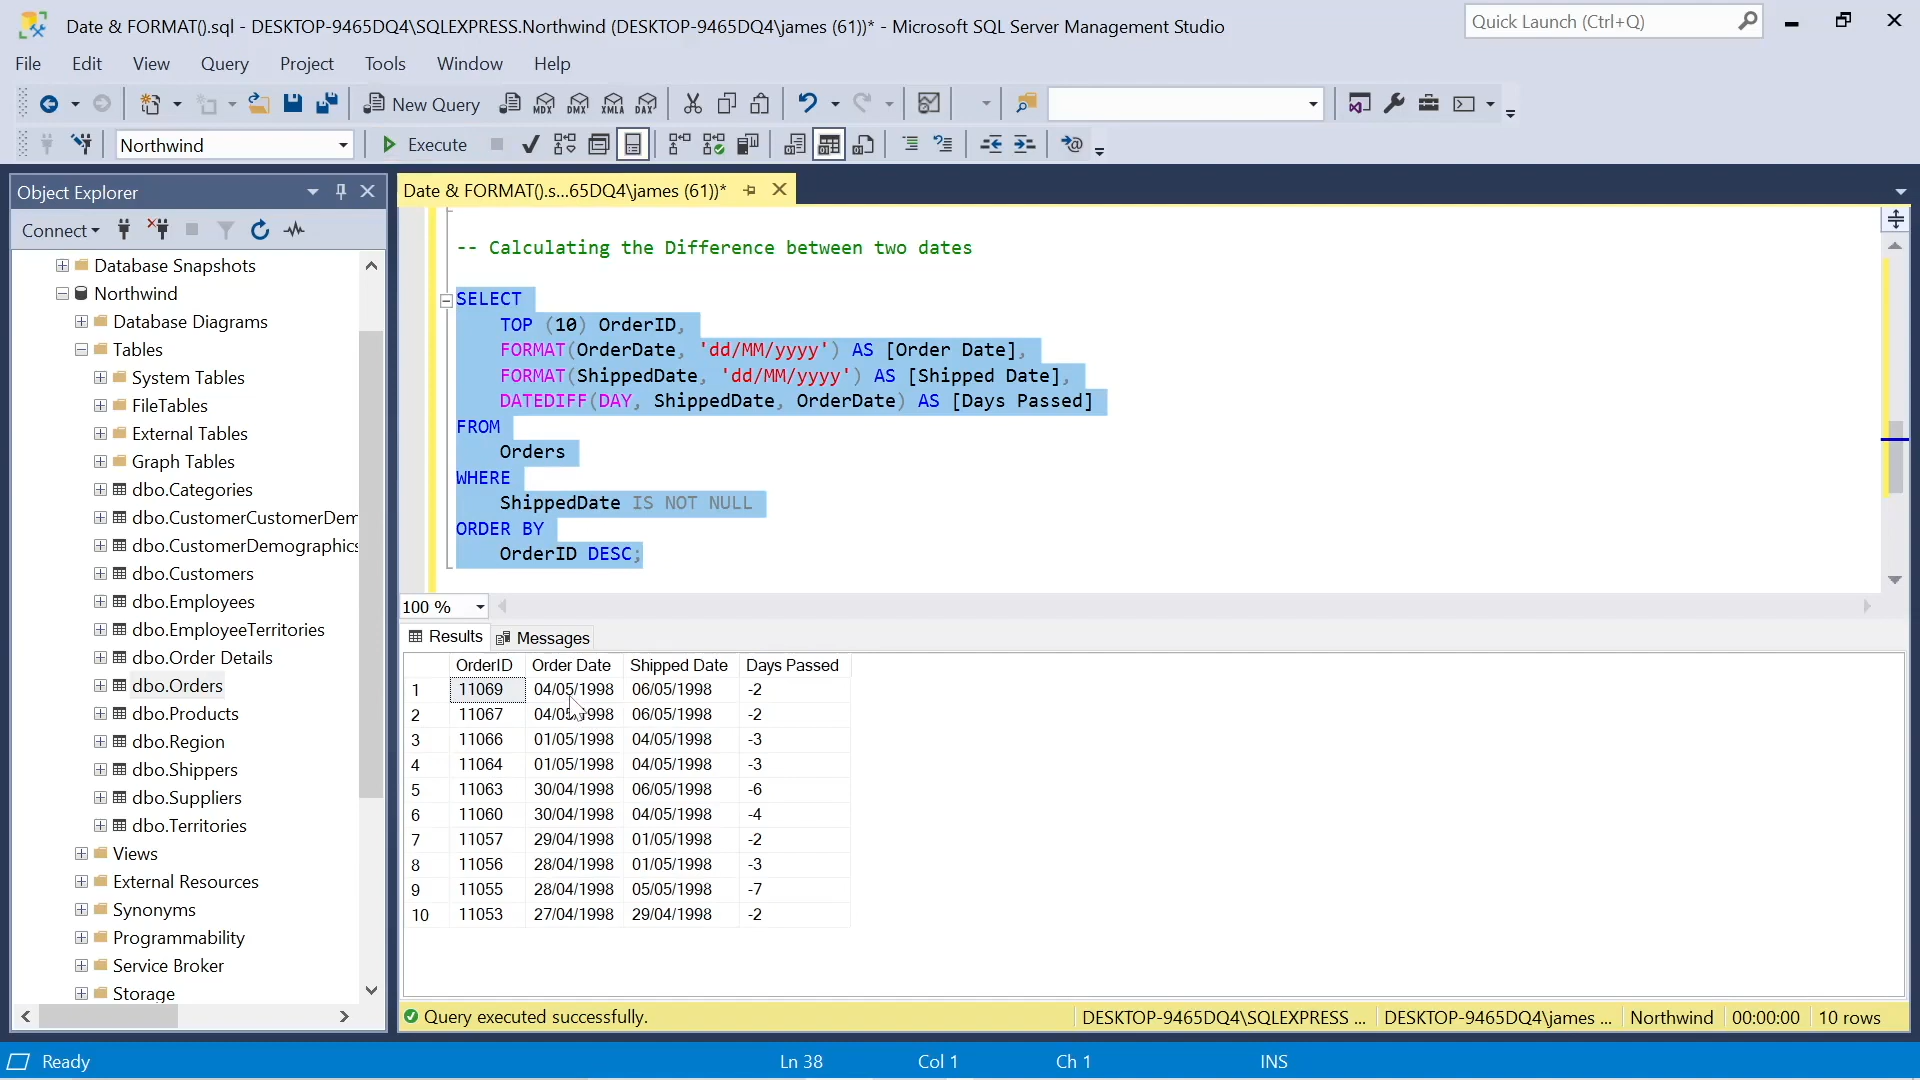 Date & FORMAT().sql - DESKTOP-9465DQ4\SQLEXPRESS.Northwind (DESKTOP-9465DQ4\james (61))* - Microsoft SQL Server Management Studio
Quick Launch (Ctrl+Q)
File Edit View Query Project Tools Window Help
New Query MDX DMX XMLA DAX
Northwind Execute
Object Explorer
Date & FORMAT().s...65DQ4\james (61))*
Connect
Database Snapshots
Northwind
Database Diagrams
Tables
System Tables
FileTables
External Tables
Graph Tables
dbo.Categories
dbo.CustomerCustomerDem
dbo.CustomerDemographics
dbo.Customers
dbo.Employees
dbo.EmployeeTerritories
dbo.Order Details
dbo.Orders
dbo.Products
dbo.Region
dbo.Shippers
dbo.Suppliers
dbo.Territories
Views
External Resources
Synonyms
Programmability
Service Broker
Storage
-- Calculating the Difference between two dates
SELECT
TOP (10) OrderID,
FORMAT(OrderDate, 'dd/MM/yyyy') AS [Order Date],
FORMAT(ShippedDate, 'dd/MM/yyyy') AS [Shipped Date],
DATEDIFF(DAY, ShippedDate, OrderDate) AS [Days Passed]
FROM
Orders
WHERE
ShippedDate IS NOT NULL
ORDER BY
OrderID DESC;
100 %
Results Messages
OrderID Order Date Shipped Date Days Passed
1 11069 04/05/1998 06/05/1998 -2
2 11067 04/05/1998 06/05/1998 -2
3 11066 01/05/1998 04/05/1998 -3
4 11064 01/05/1998 04/05/1998 -3
5 11063 30/04/1998 06/05/1998 -6
6 11060 30/04/1998 04/05/1998 -4
7 11057 29/04/1998 01/05/1998 -2
8 11056 28/04/1998 01/05/1998 -3
9 11055 28/04/1998 05/05/1998 -7
10 11053 27/04/1998 29/04/1998 -2
Query executed successfully. DESKTOP-9465DQ4\SQLEXPRESS ... DESKTOP-9465DQ4\james ... Northwind 00:00:00 10 rows
Ready Ln 38 Col 1 Ch 1 INS